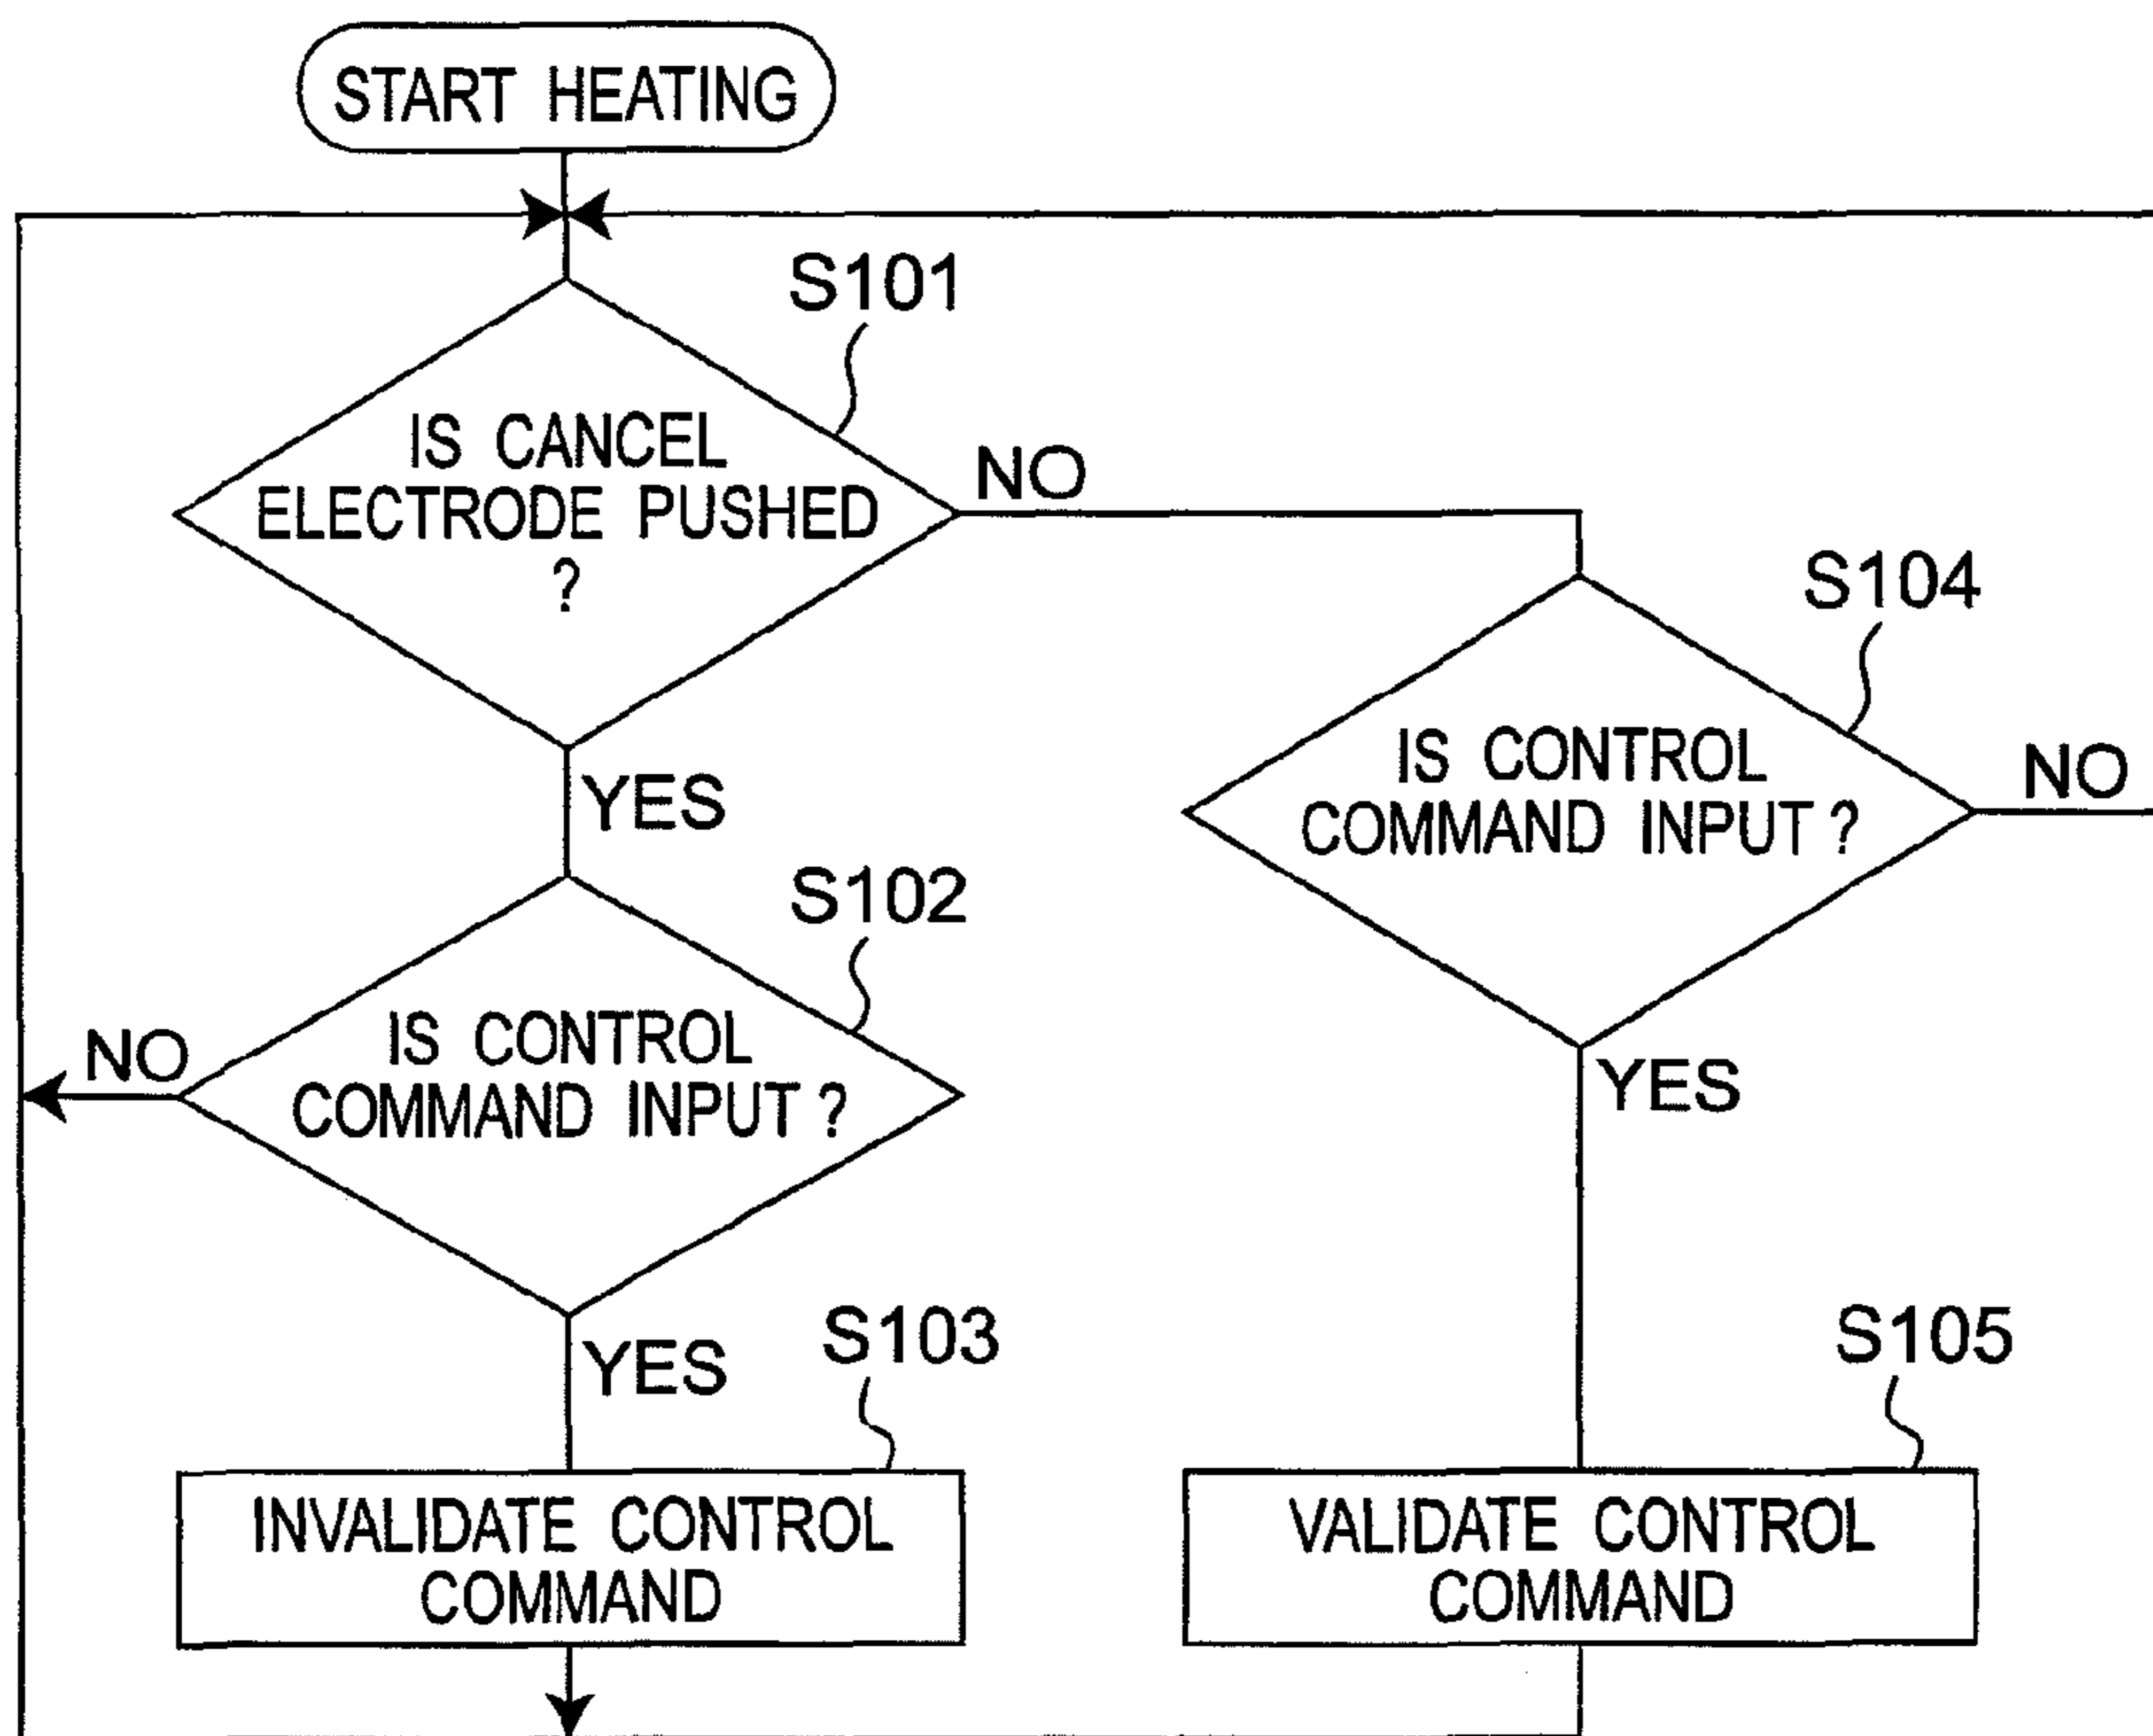 START HEATING
S101
IS CANCEL
ELECTRODE PUSHED
?
NO
YES
S104
IS CONTROL
COMMAND INPUT ?
NO
YES
S102
IS CONTROL
COMMAND INPUT ?
NO
YES
S103
INVALIDATE CONTROL
COMMAND
S105
VALIDATE CONTROL
COMMAND